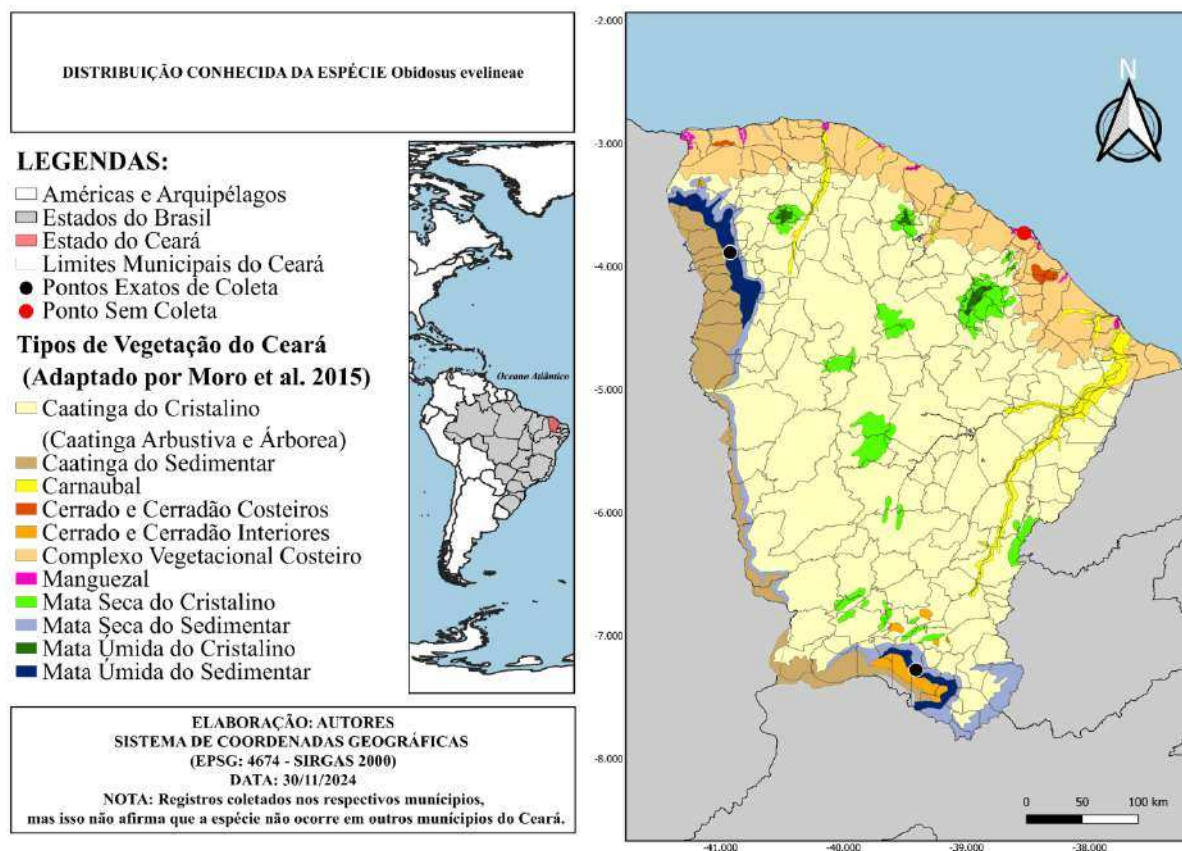 DISTRIBUIÇÃO CONHECIDA DA ESPÉCIE Obidosus evelineae
LEGENDAS:
Américas e Arquipélagos
Estados do Brasil
Estado do Ceará
Limites Municipais do Ceará
Pontos Exatos de Coleta
Ponto Sem Coleta
Tipos de Vegetação do Ceará
(Adaptado por Moro et al. 2015)
Caatinga do Cristalino
(Caatinga Arbustiva e Árborea)
Caatinga do Sedimentar
Carnaubal
Cerrado e Cerradão Costeiros
Cerrado e Cerradão Interiores
Complexo Vegetacional Costeiro
Manguezal
Mata Seca do Cristalino
Mata Seca do Sedimentar
Mata Úmida do Cristalino
Mata Úmida do Sedimentar
Oceano Atlântico
ELABORAÇÃO: AUTORES
SISTEMA DE COORDENADAS GEOGRÁFICAS
(EPSG: 4674 - SIRGAS 2000)
DATA: 30/11/2024
NOTA: Registros coletados nos respectivos munícipios,
mas isso não afirma que a espécie não ocorre em outros munícipios do Ceará.
N
-2.000
-3.000
-4.000
-5.000
-6.000
-7.000
-8.000
0 50 100 km
-41.000 -40.000 -39.000 -38.000